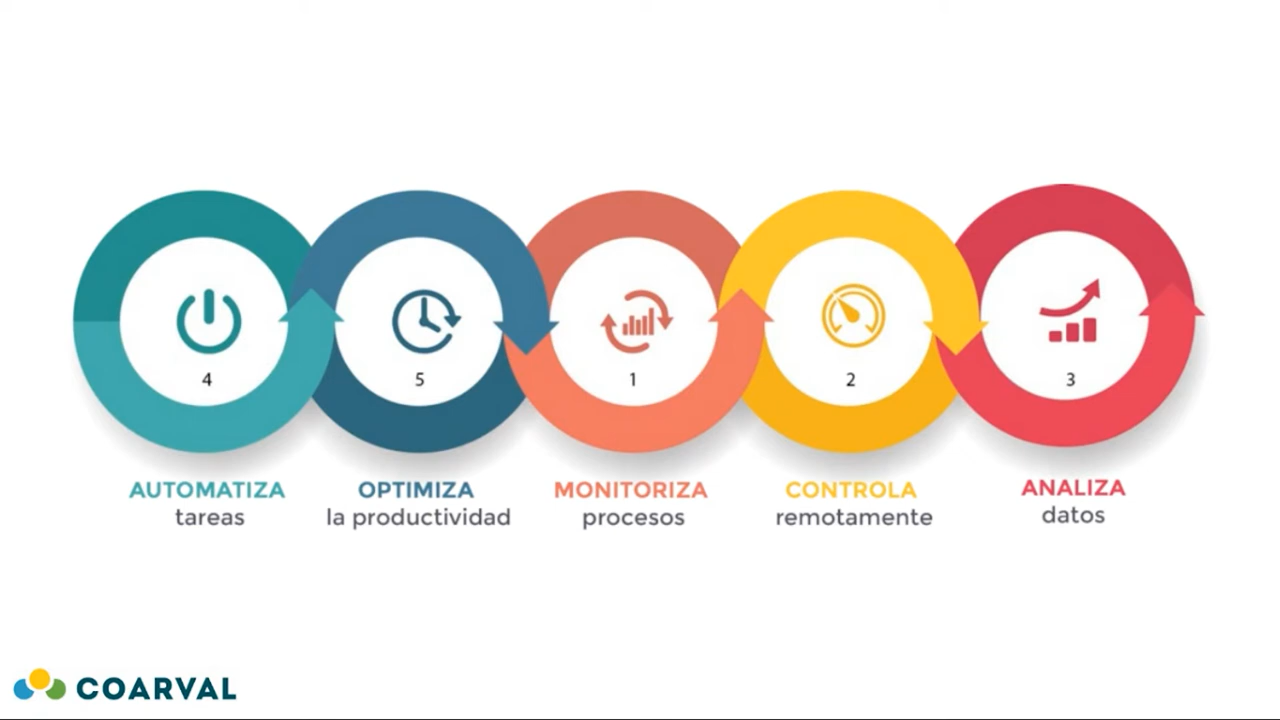 4
5
1
2
3
AUTOMATIZA
tareas
OPTIMIZA
la productividad
MONITORIZA
procesos
CONTROLA
remotamente
ANALIZA
datos
COARVAL